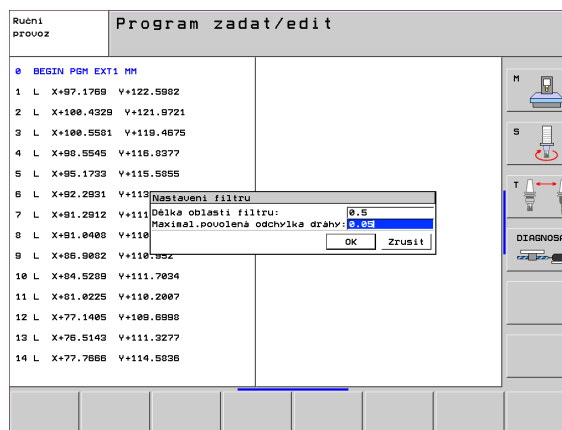 Ruční
provoz
Program zadat/edit
0 BEGIN PGM EXT1 MM
1 L X+97.1769 Y+122.5982
2 L X+100.4329 Y+121.9721
3 L X+100.5581 Y+119.4675
4 L X+98.5545 Y+116.8377
5 L X+95.1733 Y+115.5855
6 L X+92.2931 Y+113
7 L X+91.2912 Y+111
8 L X+91.0408 Y+110
9 L X+86.9082 Y+110.952
10 L X+84.5289 Y+111.7034
11 L X+81.0225 Y+110.2007
12 L X+77.1405 Y+109.6998
13 L X+76.5143 Y+111.3277
14 L X+77.7666 Y+114.5836
Nastavení filtru
Délka oblasti filtru: 0.5
Maximal.povolená odchylka dráhy: 0.05
OK Zrusit
M
S
T
DIAGNOSA